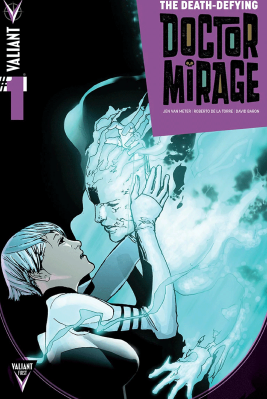 THE DEATH-DEFYING
DOCTOR
MIRAGE
JEN VAN METER | ROBERTO DE LA TORRE | DAVID BARON
VALIANT
#1
VALIANT
FIRST